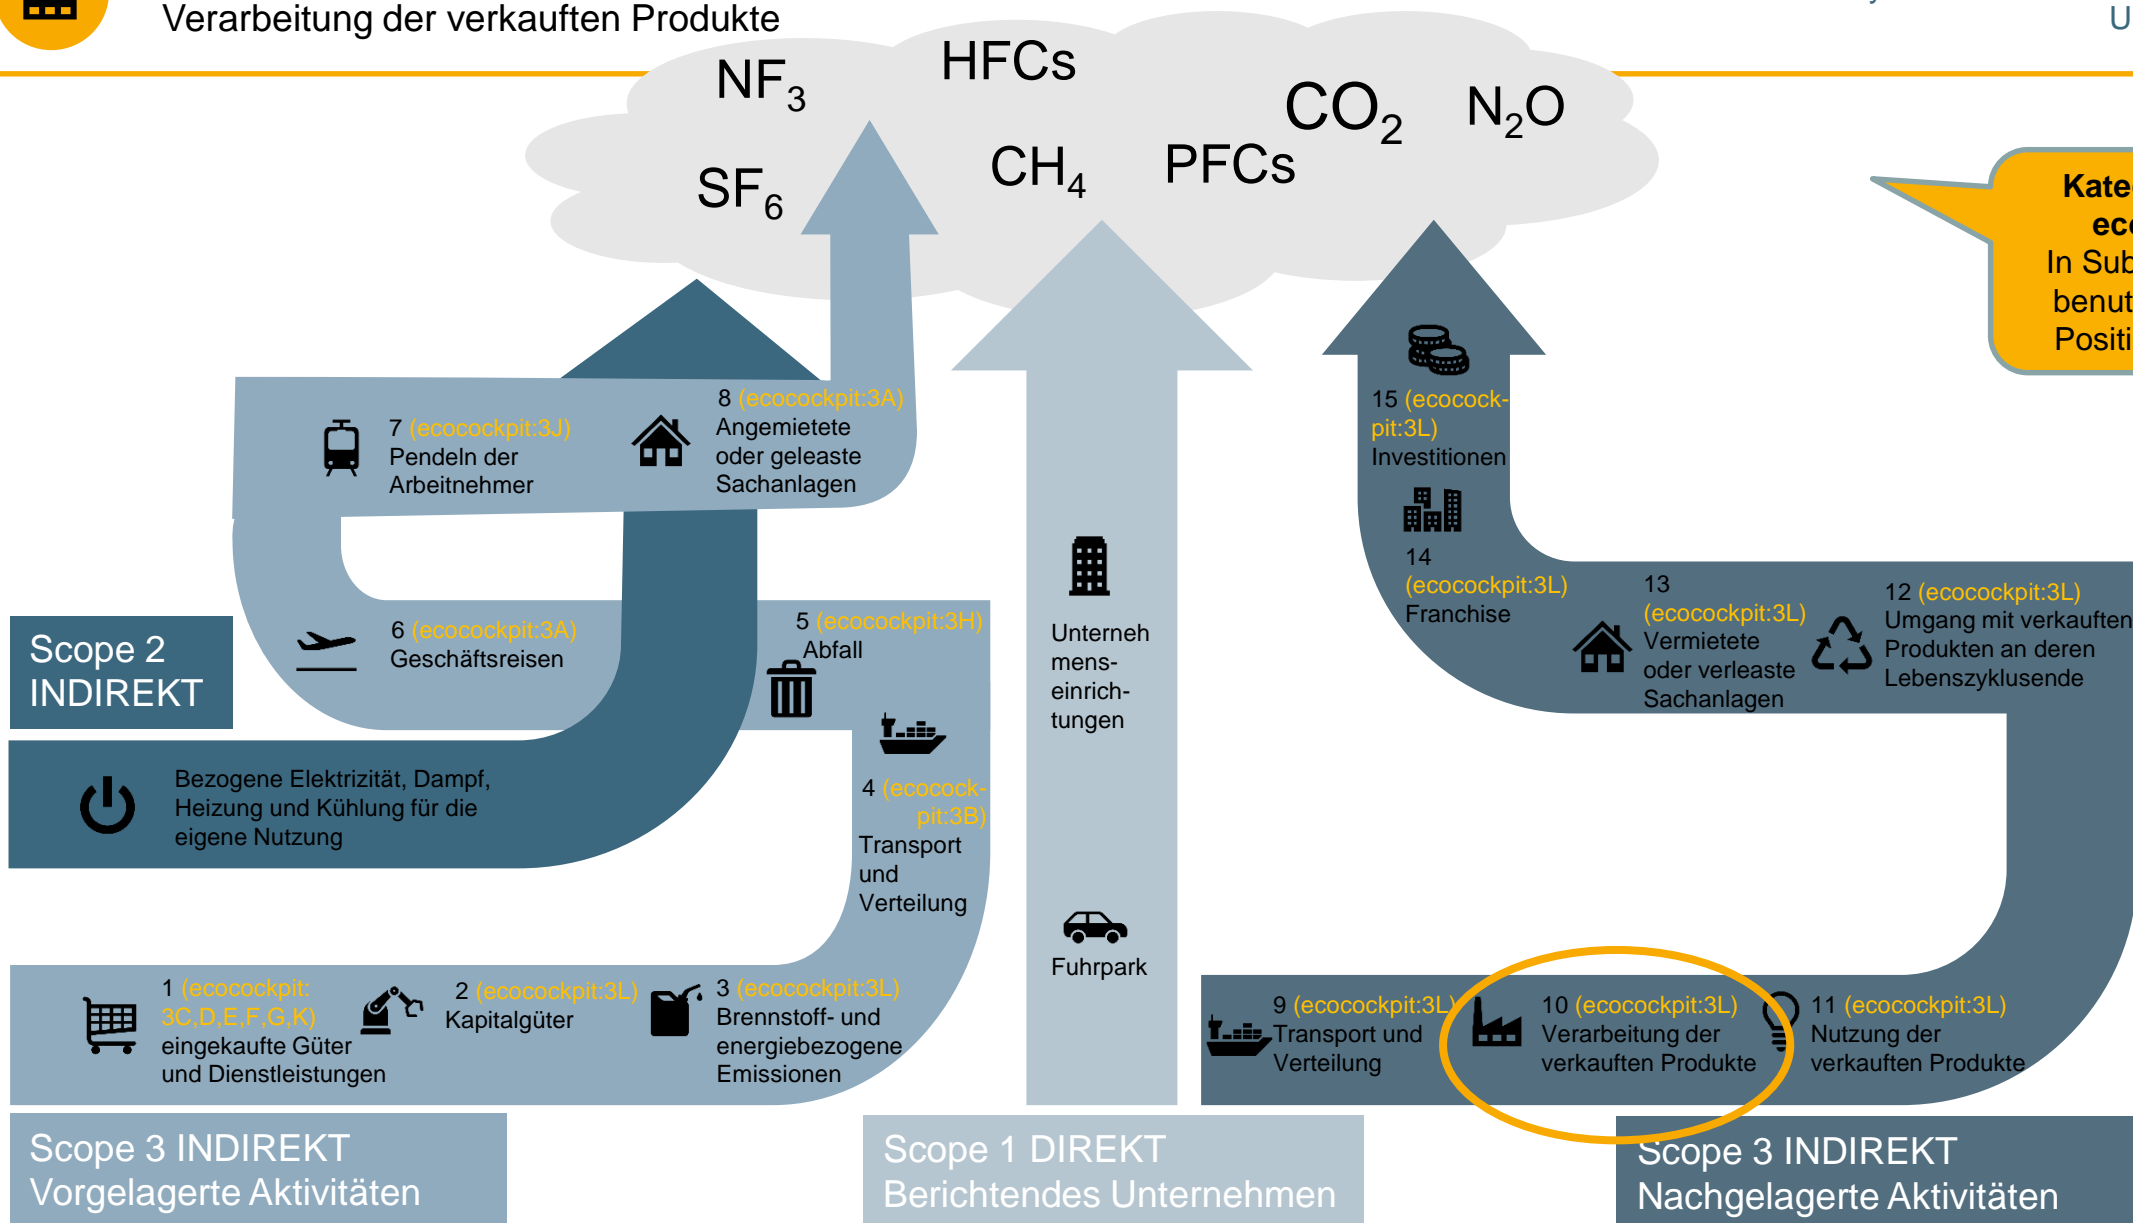 Verarbeitung der verkauften Produkte
U
NF3
HFCs
CO2
N2O
SF6
CH4
PFCs
In
benut
7 (ecocockpit:3J)
Pendeln der
Arbeitnehmer
8 (ecocockpit:3A)
Angemietete
oder geleaste
Sachanlagen
15 (ecocock-
pit:3L)
Investitionen
14
(ecocockpit:3L)
Franchise
13
(ecocockpit:3L)
Vermietete
oder verleaste
Sachanlagen
12 (ecocockpit:3L)
Umgang mit verkauften
Produkten an deren
Lebenszyklusende
Scope 2
INDIREKT
6 (ecocockpit:3A)
Geschäftsreisen
5 (ecocockpit:3H)
Abfall
Unterneh
mens-
einrich-
tungen
Bezogene Elektrizität, Dampf,
Heizung und Kühlung für die
eigene Nutzung
4 (ecocock-
pit:3B)
Transport
und
Verteilung
Fuhrpark
1 (ecocockpit:
3C,D,E,F,G,K)
eingekaufte Güter
und Dienstleistungen
2 (ecocockpit:3L)
Kapitalgüter
3 (ecocockpit:3L)
Brennstoff- und
energiebezogene
Emissionen
9 (ecocockpit:3L)
Transport und
Verteilung
10 (ecocockpit:3L)
Verarbeitung der
verkauften Produkte
11 (ecocockpit:3L)
Nutzung der
verkauften Produkte
Scope 3 INDIREKT
Vorgelagerte Aktivitäten
Scope 1 DIREKT
Berichtendes Unternehmen
Scope 3 INDIREKT
Nachgelagerte Aktivitäten